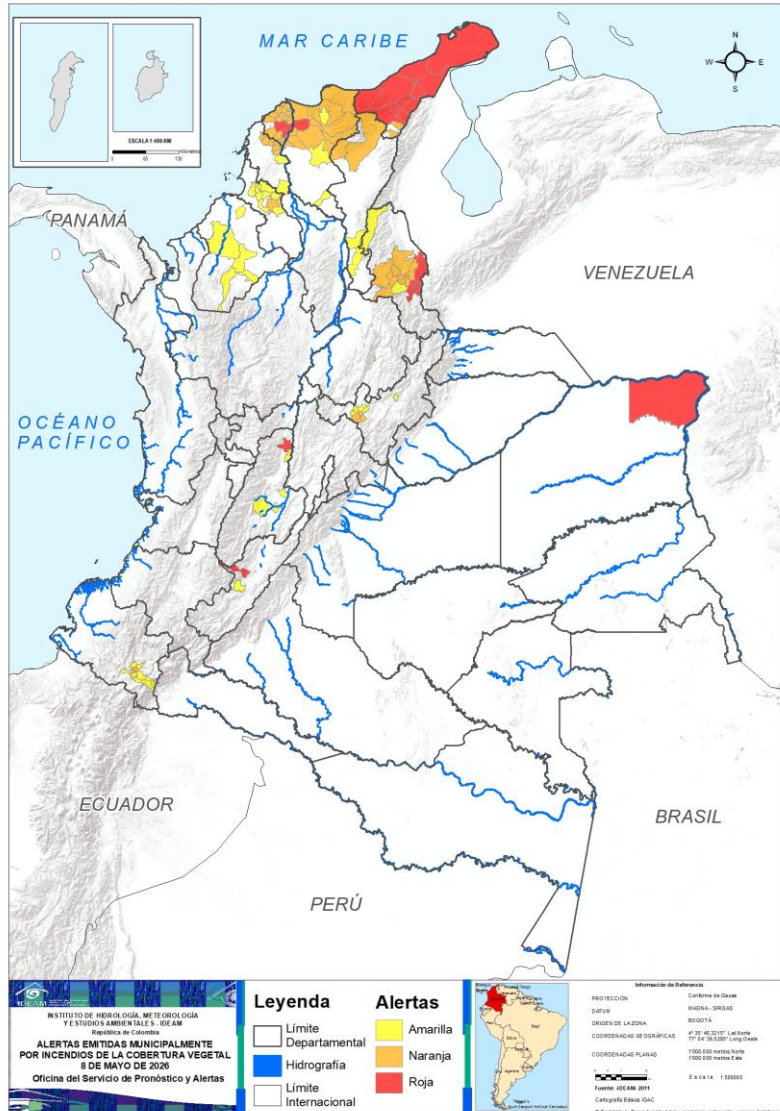 MAR CARIBE
N
W
E
S
ESCALA 1:400.000
PANAMÁ
VENEZUELA
OCÉANO
PACÍFICO
ECUADOR
BRASIL
PERÚ
IDEAM
INSTITUTO DE HIDROLOGÍA, METEOROLOGÍA
Y ESTUDIOS AMBIENTALES - IDEAM
República de Colombia
ALERTAS EMITIDAS MUNICIPALMENTE
POR INCENDIOS DE LA COBERTURA VEGETAL
8 DE MAYO DE 2026
Oficina del Servicio de Pronóstico y Alertas
Leyenda
Límite
Departamental
Hidrografía
Límite
Internacional
Alertas
Amarilla
Naranja
Roja
Información de Referencia
PROYECCIÓN Conforme de Gauss
DATUM MAGNA - SIRGAS
ORIGEN DE LA ZONA BOGOTÁ
COORDENADAS GEOGRÁFICAS
COORDENADAS PLANAS 1'000.000 metros Norte
1'000.000 metros Este
Fuente: IDEAM. 2011
Cartografía Básica IGAC